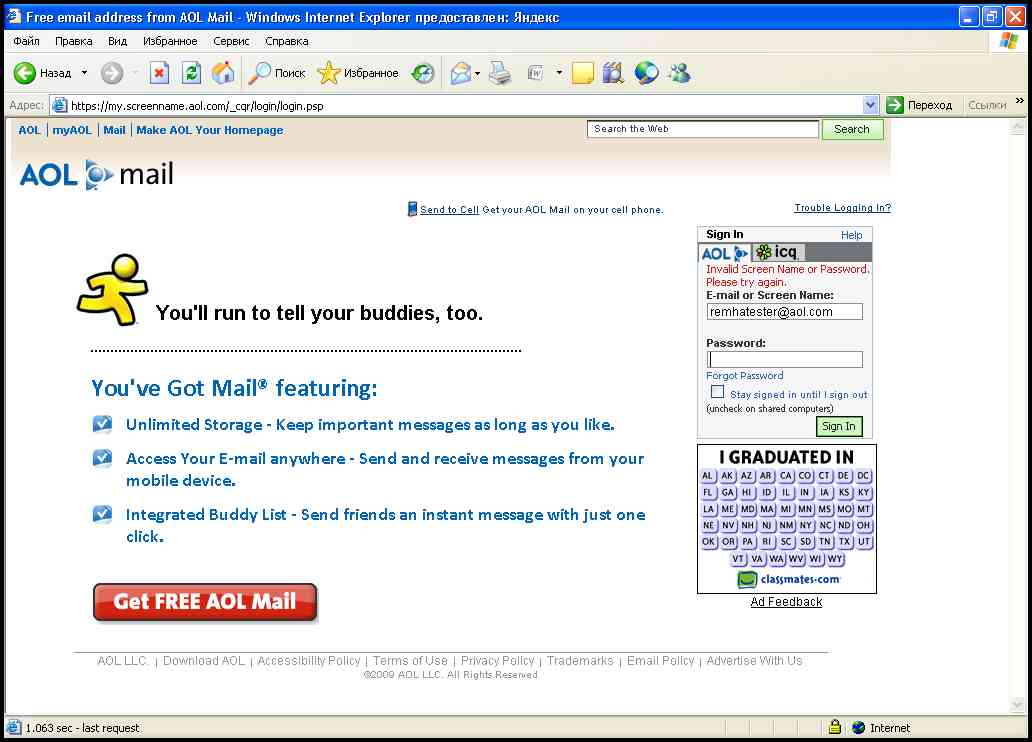 Free email address from AOL Mail - Windows Internet Explorer предоставлен: Яндекс
Файл Правка Вид Избранное Сервис Справка
Назад Поиск Избранное
Адрес: https://my.screenname.aol.com/_cqr/login/login.psp Переход Ссылки »
AOL | myAOL | Mail | Make AOL Your Homepage Search the Web Search
AOL mail
Send to Cell Get your AOL Mail on your cell phone. Trouble Logging In?
Sign In Help
AOL icq
Invalid Screen Name or Password.
Please try again.
E-mail or Screen Name:
remhatester@aol.com
Password:
Forgot Password
Stay signed in until I sign out
(uncheck on shared computers)
Sign In
You'll run to tell your buddies, too.
You've Got Mail® featuring:
Unlimited Storage - Keep important messages as long as you like.
Access Your E-mail anywhere - Send and receive messages from your
mobile device.
Integrated Buddy List - Send friends an instant message with just one
click.
Get FREE AOL Mail
I GRADUATED IN
AL AK AZ AR CA CO CT DE DC
FL GA HI ID IL IN IA KS KY
LA ME MD MA MI MN MS MO MT
NE NV NH NJ NM NY NC ND OH
OK OR PA RI SC SD TN TX UT
VT VA WA WV WI WY
classmates.com
Ad Feedback
AOL LLC. | Download AOL | Accessibility Policy | Terms of Use | Privacy Policy | Trademarks | Email Policy | Advertise With Us
©2009 AOL LLC. All Rights Reserved
1.063 sec - last request Internet